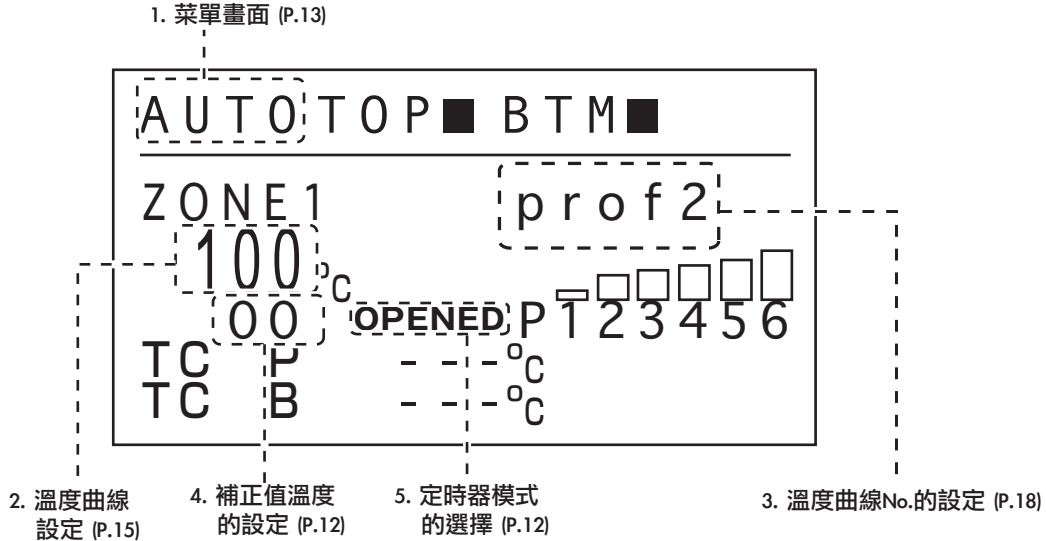 1. 菜單畫面 (P.13)
AUTO TOP■ BTM■
ZONE1
prof2
100 °C
00
OPENED
P123456
TC P ---°C
TC B ---°C
2. 溫度曲線
設定 (P.15)
4. 補正值溫度
的設定 (P.12)
5. 定時器模式
的選擇 (P.12)
3. 溫度曲線No.的設定 (P.18)